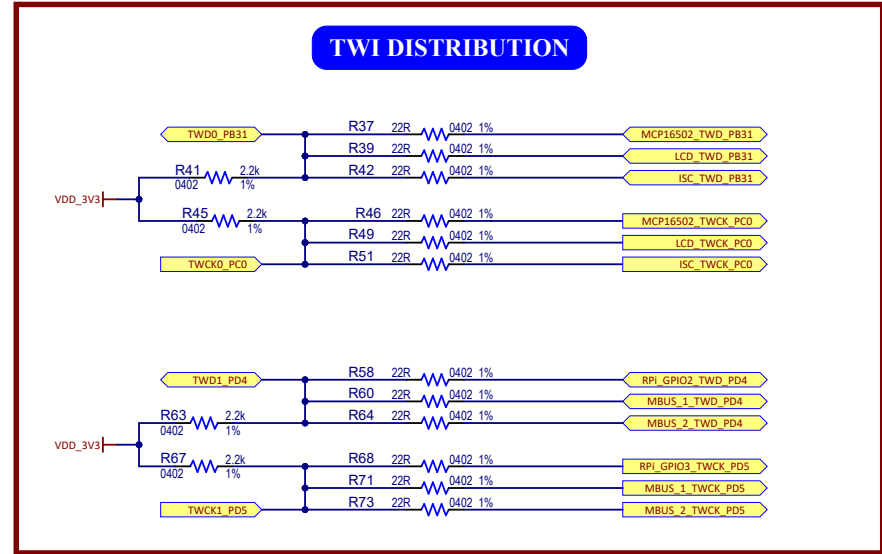 TWI DISTRIBUTION
TWD0_PB31 R37 22R 0402 1% MCP16502_TWD_PB31
R39 22R 0402 1% LCD_TWD_PB31
R41 2.2k R42 22R 0402 1% ISC_TWD_PB31
0402 1%
VDD_3V3
R45 2.2k R46 22R 0402 1% MCP16502_TWCK_PC0
0402 1%
R49 22R 0402 1% LCD_TWCK_PC0
TWCK0_PC0 R51 22R 0402 1% ISC_TWCK_PC0
TWD1_PD4 R58 22R 0402 1% RPi_GPIO2_TWD_PD4
R60 22R 0402 1% MBUS_1_TWD_PD4
R63 2.2k R64 22R 0402 1% MBUS_2_TWD_PD4
0402 1%
VDD_3V3
R67 2.2k R68 22R 0402 1% RPi_GPIO3_TWCK_PD5
0402 1%
R71 22R 0402 1% MBUS_1_TWCK_PD5
TWCK1_PD5 R73 22R 0402 1% MBUS_2_TWCK_PD5